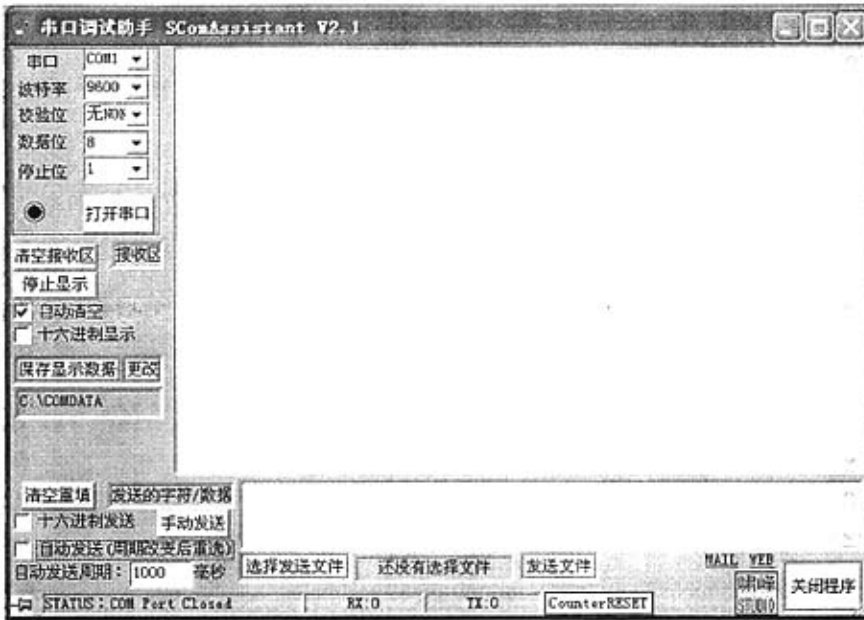 串口调试助手 SComAssistant V2.1
串口 COM1
波特率 9600
校验位 无NON
数据位 8
停止位 1
打开串口
清空接收区 接收区
停止显示
自动清空
十六进制显示
保存显示数据 更改
C:\COMDATA
清空重填 发送的字符/数据
十六进制发送 手动发送
自动发送(周期改变后重选)
自动发送周期: 1000 毫秒 选择发送文件 还没有选择文件 发送文件 MAIL WEB
关闭程序
STATUS:COM Port Closed RX:0 TX:0 CounterRESET STUDIO